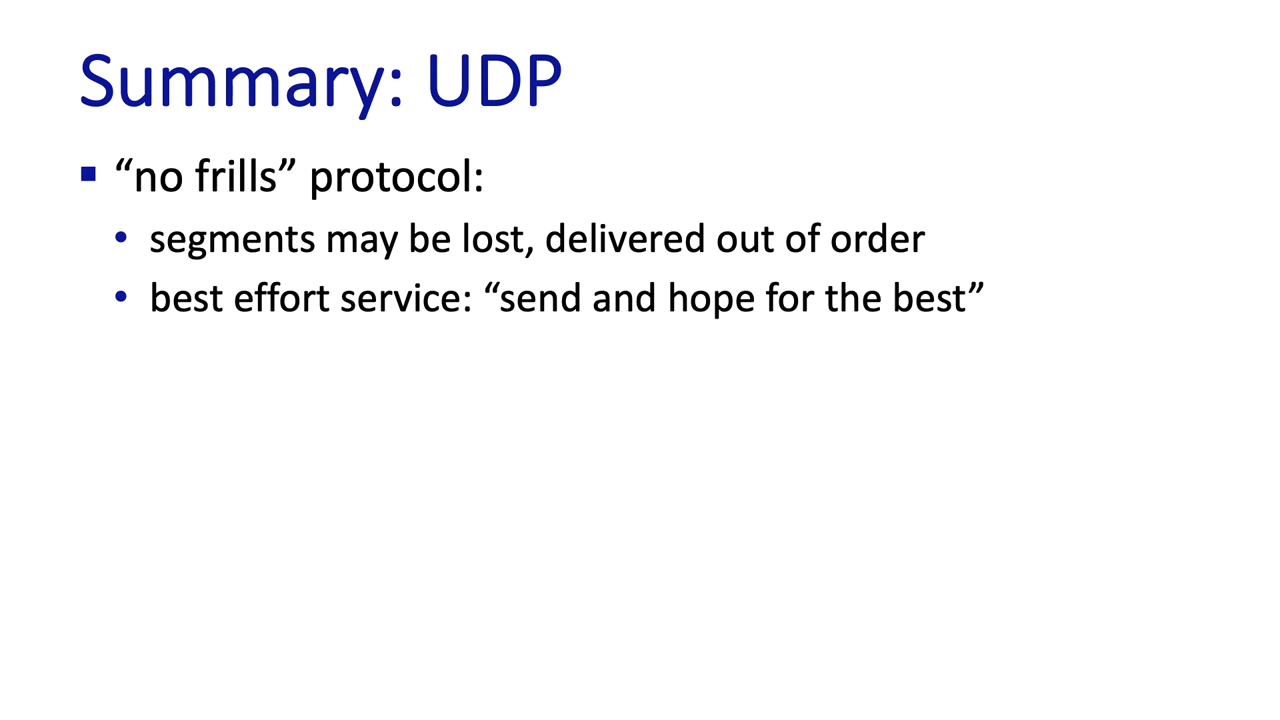 Summary: UDP
▪ “no frills” protocol:
• segments may be lost, delivered out of order
• best effort service: “send and hope for the best”